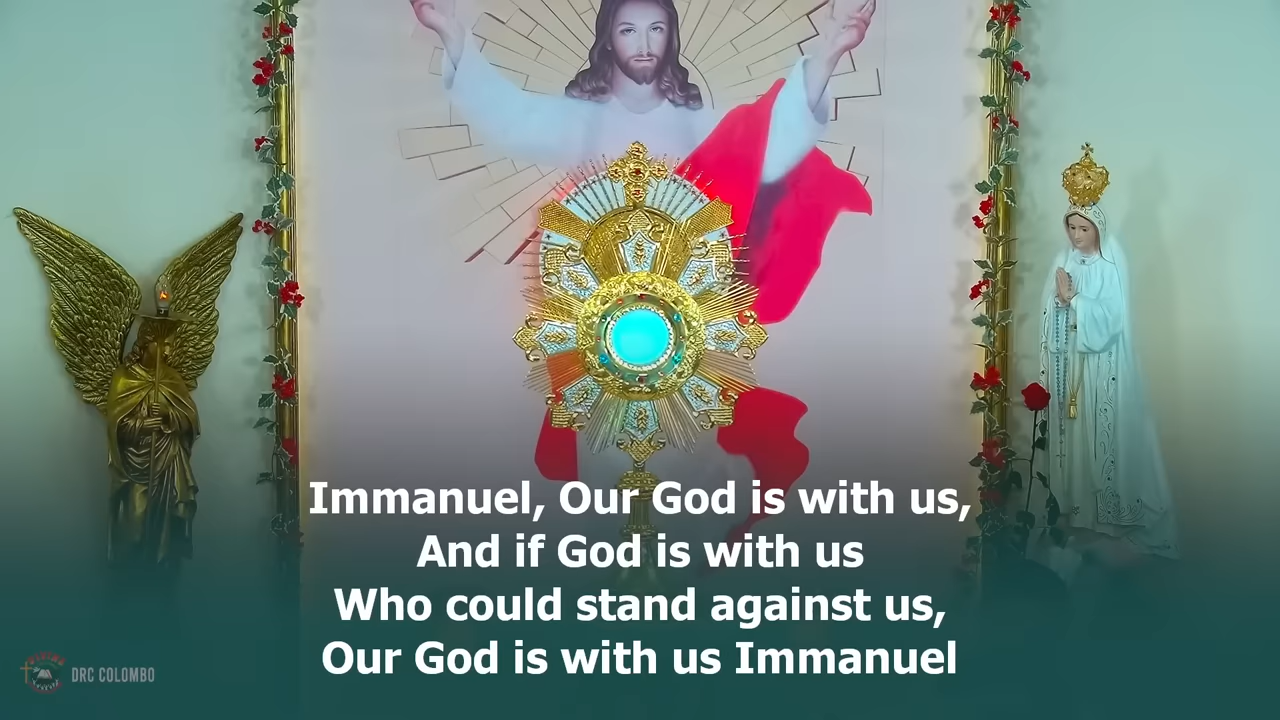 Immanuel, Our God is with us,
And if God is with us
Who could stand against us,
Our God is with us Immanuel
DRC COLOMBO